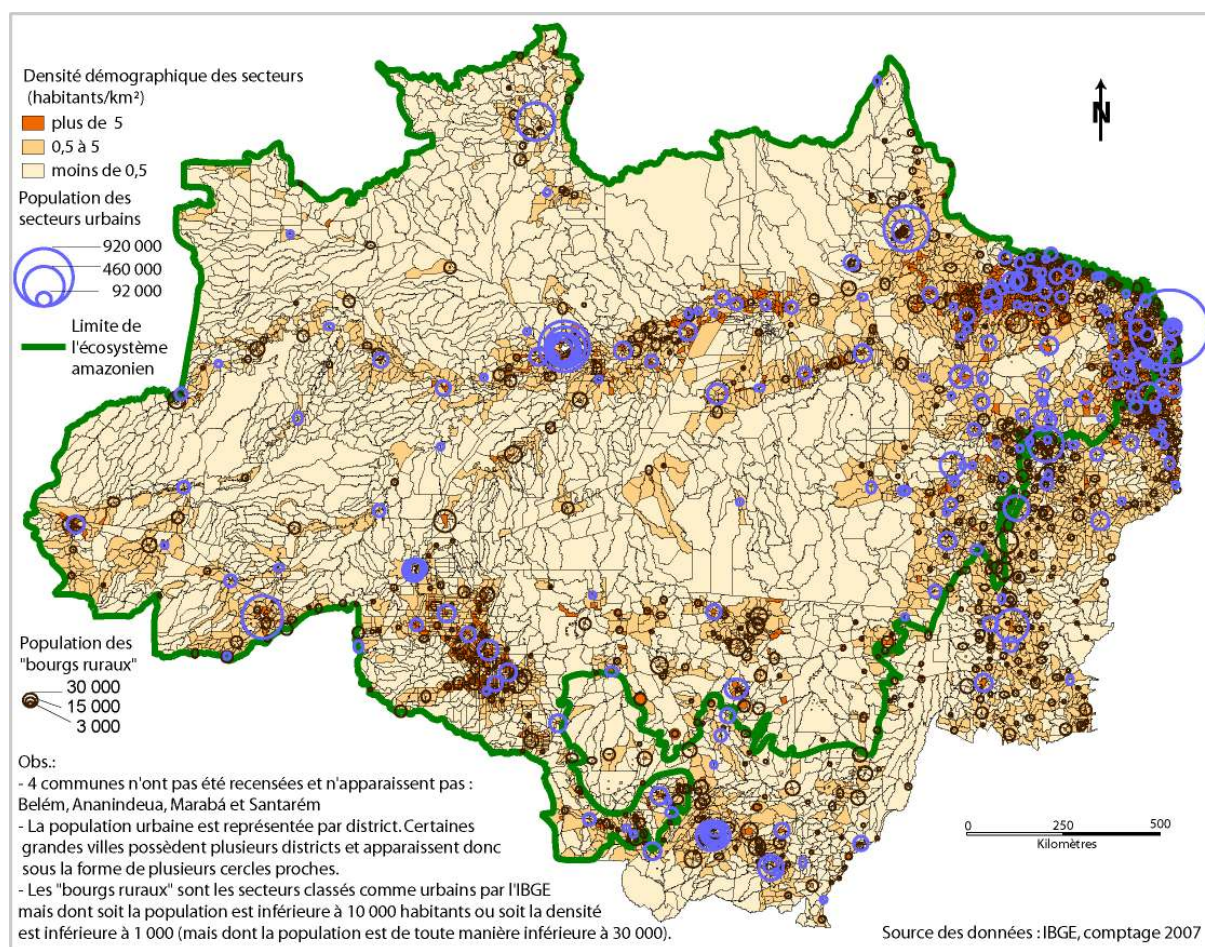 Densité démographique des secteurs
(habitants/km²)
plus de 5
0,5 à 5
moins de 0,5
Population des
secteurs urbains
920 000
460 000
92 000
Limite de
l'écosystème
amazonien
N
Population des
"bourgs ruraux"
30 000
15 000
3 000
Obs.:
- 4 communes n'ont pas été recensées et n'apparaissent pas :
Belém, Ananindeua, Marabá et Santarém
- La population urbaine est représentée par district. Certaines
grandes villes possèdent plusieurs districts et apparaissent donc
sous la forme de plusieurs cercles proches.
- Les "bourgs ruraux" sont les secteurs classés comme urbains par l'IBGE
mais dont soit la population est inférieure à 10 000 habitants ou soit la densité
est inférieure à 1 000 (mais dont la population est de toute manière inférieure à 30 000).
0 250 500
Kilomètres
Source des données : IBGE, comptage 2007